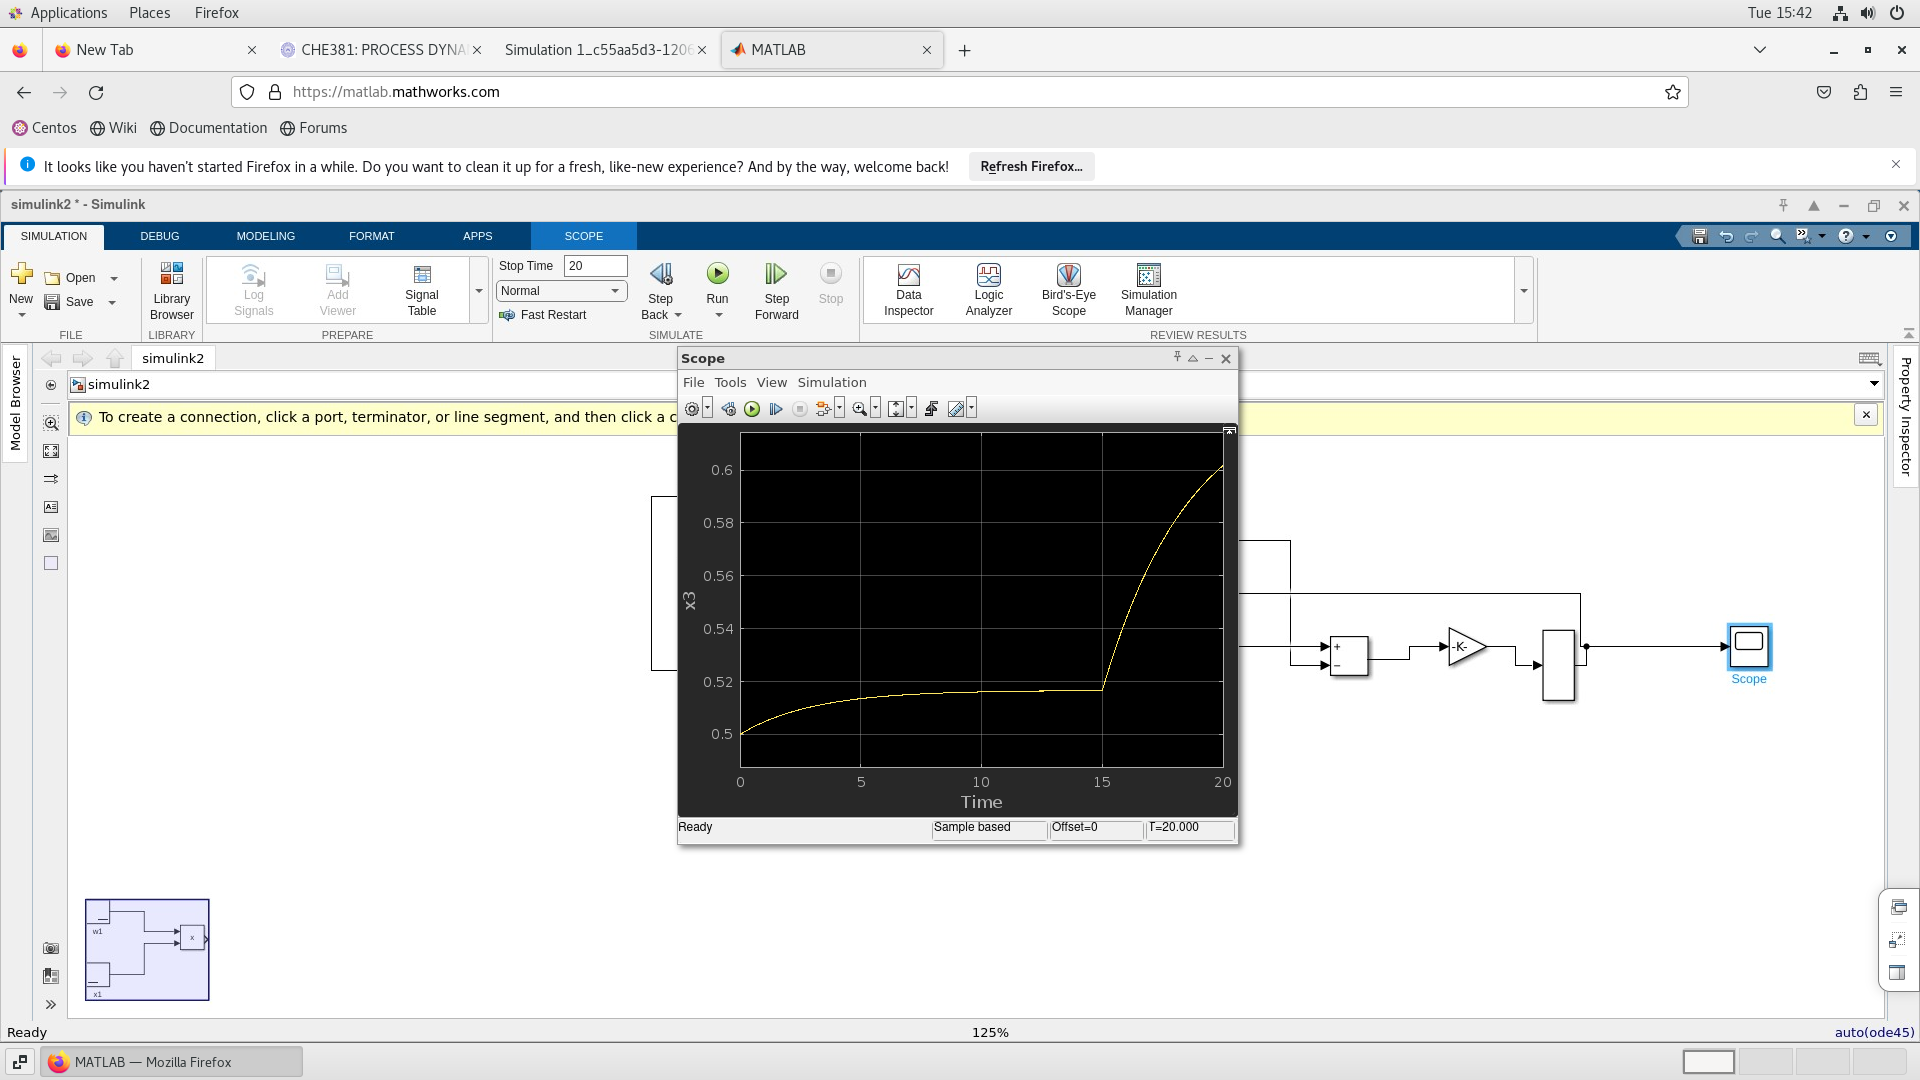 Applications Places Firefox Tue 15:42
New Tab CHE381: PROCESS DYNA Simulation 1_c55aa5d3-1206 MATLAB
https://matlab.mathworks.com
Centos Wiki Documentation Forums
It looks like you haven't started Firefox in a while. Do you want to clean it up for a fresh, like-new experience? And by the way, welcome back! Refresh Firefox...
simulink2 * - Simulink
SIMULATION DEBUG MODELING FORMAT APPS SCOPE
New
Open
Save
FILE
Library
Browser
LIBRARY
Log
Signals
Add
Viewer
Signal
Table
PREPARE
Stop Time 20
Normal
Fast Restart
Step
Back
Run
Step
Forward
Stop
SIMULATE
Data
Inspector
Logic
Analyzer
Bird's-Eye
Scope
Simulation
Manager
REVIEW RESULTS
Model Browser
simulink2
simulink2
To create a connection, click a port, terminator, or line segment, and then click a c
Property Inspector
Scope
File Tools View Simulation
0.6
0.58
0.56
0.54
0.52
0.5
x3
0 5 10 15 20
Time
Ready Sample based Offset=0 T=20.000
+
−
-K-
Scope
w1
x
x1
Ready 125% auto(ode45)
MATLAB — Mozilla Firefox